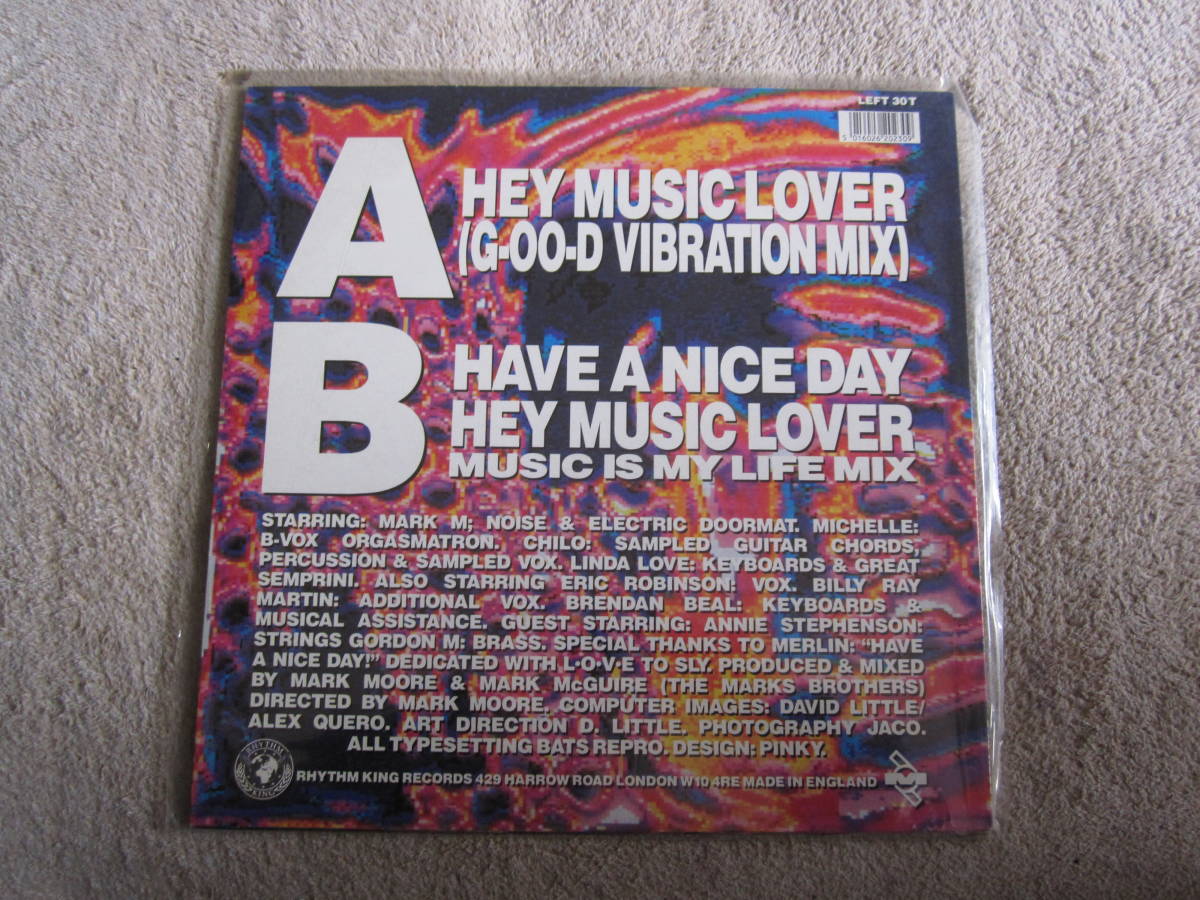 LEFT 30T
5 016026 202309
A
HEY MUSIC LOVER
(G-OO-D VIBRATION MIX)
B
HAVE A NICE DAY
HEY MUSIC LOVER
MUSIC IS MY LIFE MIX
STARRING: MARK M; NOISE & ELECTRIC DOORMAT. MICHELLE:
B-VOX ORGASMATRON. CHILO: SAMPLED GUITAR CHORDS,
PERCUSSION & SAMPLED VOX. LINDA LOVE: KEYBOARDS & GREAT
SEMPRINI. ALSO STARRING ERIC ROBINSON: VOX. BILLY RAY
MARTIN: ADDITIONAL VOX. BRENDAN BEAL: KEYBOARDS &
MUSICAL ASSISTANCE. GUEST STARRING: ANNIE STEPHENSON:
STRINGS GORDON M: BRASS. SPECIAL THANKS TO MERLIN: "HAVE
A NICE DAY!" DEDICATED WITH L•O•V•E TO SLY. PRODUCED & MIXED
BY MARK MOORE & MARK McGUIRE (THE MARKS BROTHERS)
DIRECTED BY MARK MOORE. COMPUTER IMAGES: DAVID LITTLE/
ALEX QUERO. ART DIRECTION D. LITTLE. PHOTOGRAPHY JACO.
ALL TYPESETTING BATS REPRO. DESIGN: PINKY.
RHYTHM KING
RHYTHM KING RECORDS 429 HARROW ROAD LONDON W10 4RE MADE IN ENGLAND